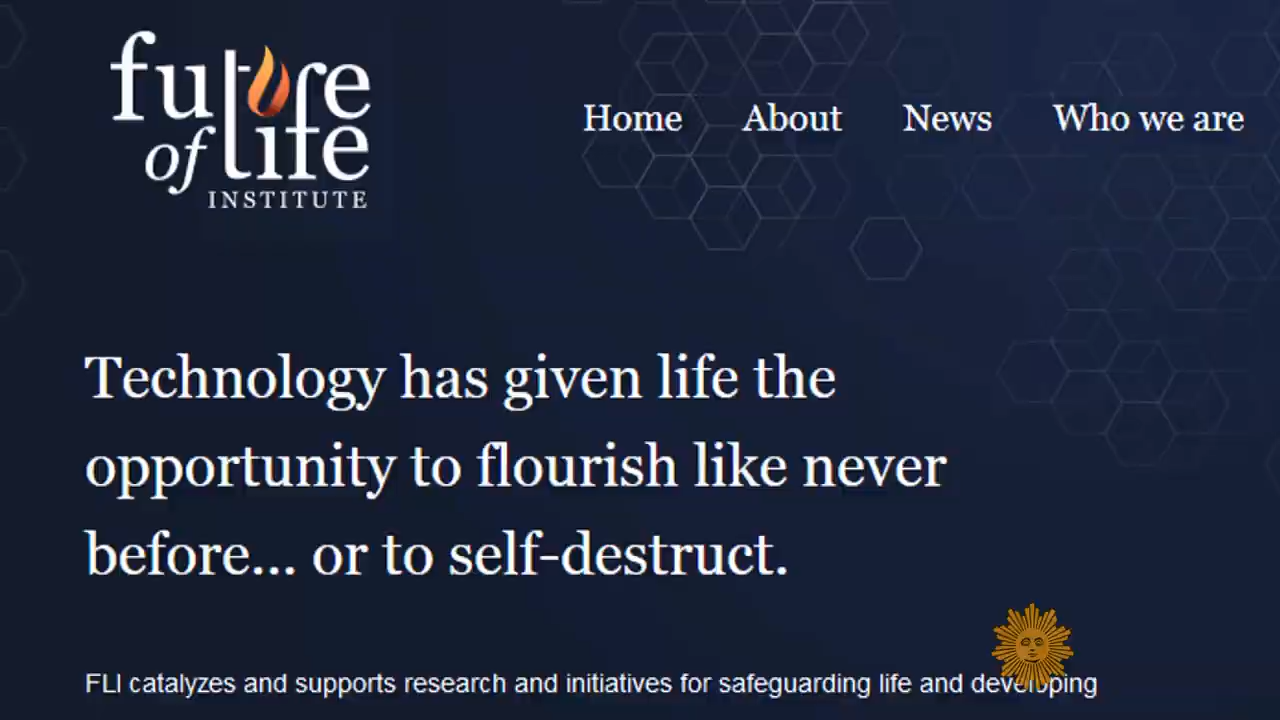 future
of life
INSTITUTE
Home About News Who we are
Technology has given life the
opportunity to flourish like never
before... or to self-destruct.
FLI catalyzes and supports research and initiatives for safeguarding life and developing